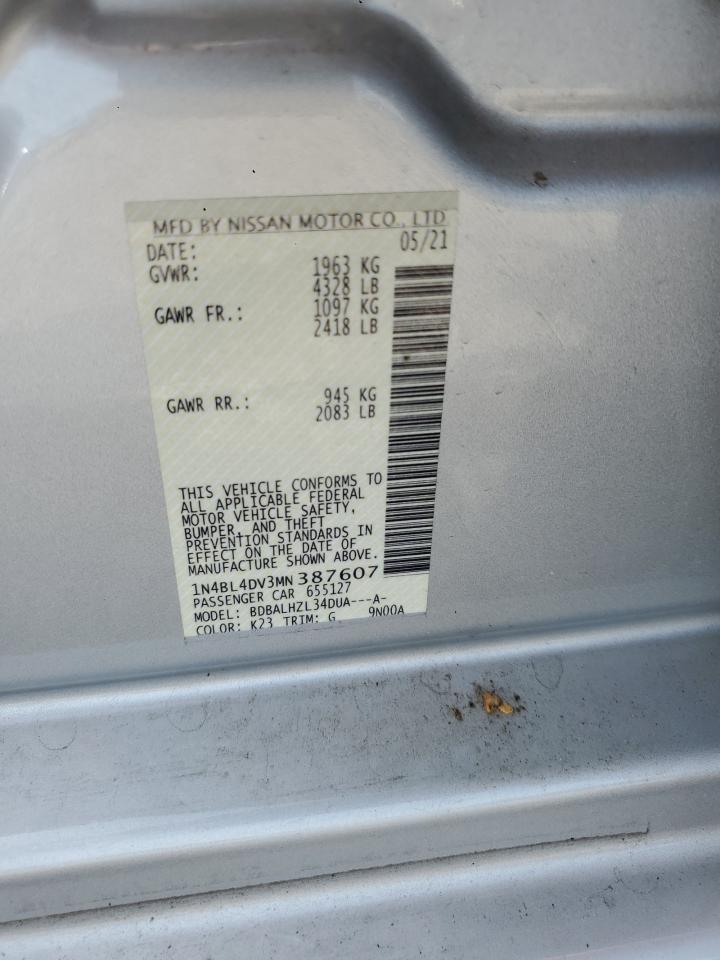 MFD BY NISSAN MOTOR CO., LTD
DATE: 05/21
GVWR: 1963 KG
4328 LB
GAWR FR.: 1097 KG
2418 LB
GAWR RR.: 945 KG
2083 LB
THIS VEHICLE CONFORMS TO
ALL APPLICABLE FEDERAL
MOTOR VEHICLE SAFETY,
BUMPER, AND THEFT
PREVENTION STANDARDS IN
EFFECT ON THE DATE OF
MANUFACTURE SHOWN ABOVE.
1N4BL4DV3MN387607
PASSENGER CAR 655127
MODEL: BDBALHZL34DUA---A-
COLOR: K23 TRIM: G 9N00A